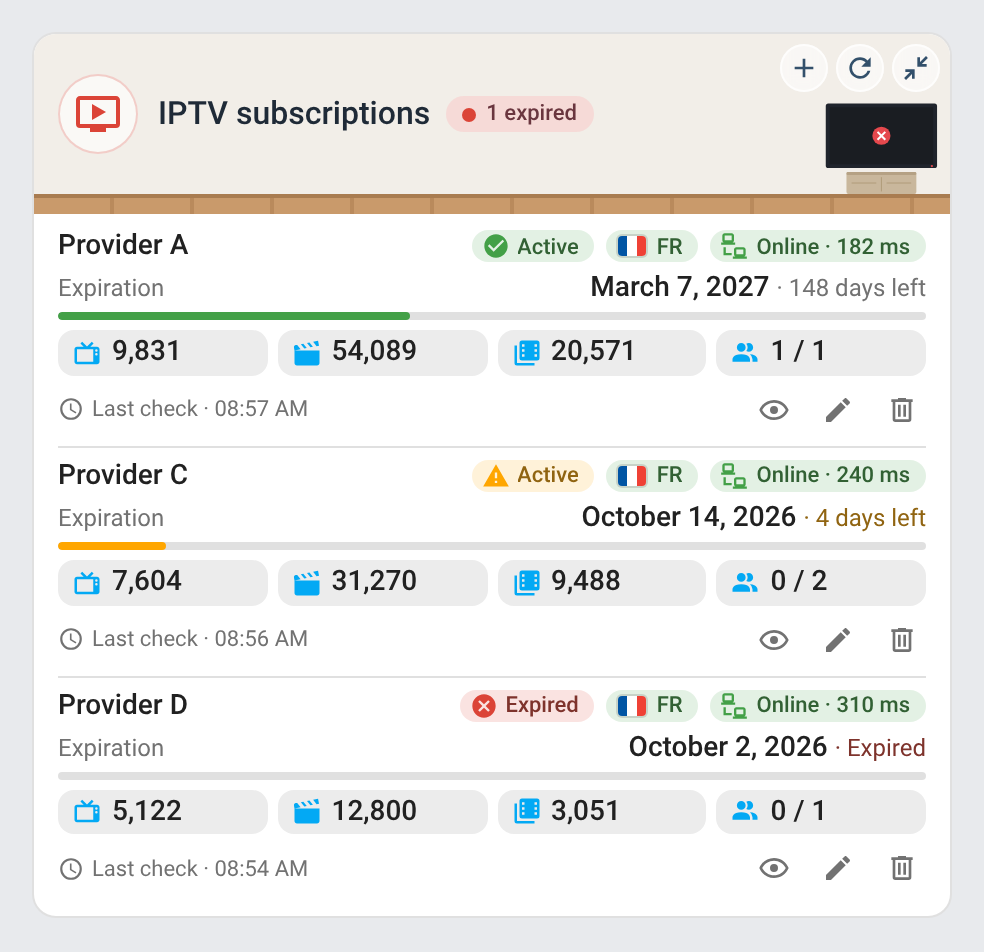 IPTV subscriptions 1 expired
Provider A Active FR Online · 182 ms
Expiration March 7, 2027 · 148 days left
9,831 54,089 20,571 1 / 1
Last check · 08:57 AM
Provider C Active FR Online · 240 ms
Expiration October 14, 2026 · 4 days left
7,604 31,270 9,488 0 / 2
Last check · 08:56 AM
Provider D Expired FR Online · 310 ms
Expiration October 2, 2026 · Expired
5,122 12,800 3,051 0 / 1
Last check · 08:54 AM